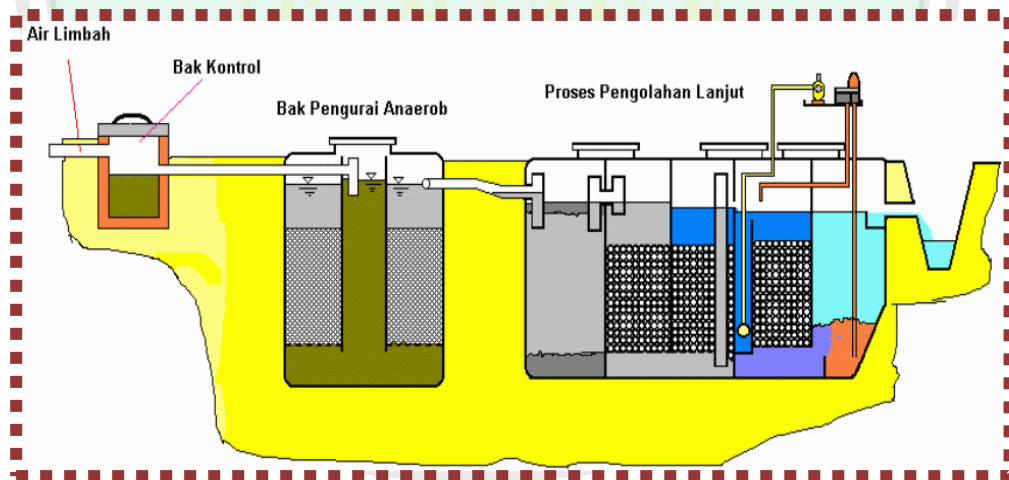 Air Limbah
Bak Kontrol
Bak Pengurai Anaerob
Proses Pengolahan Lanjut